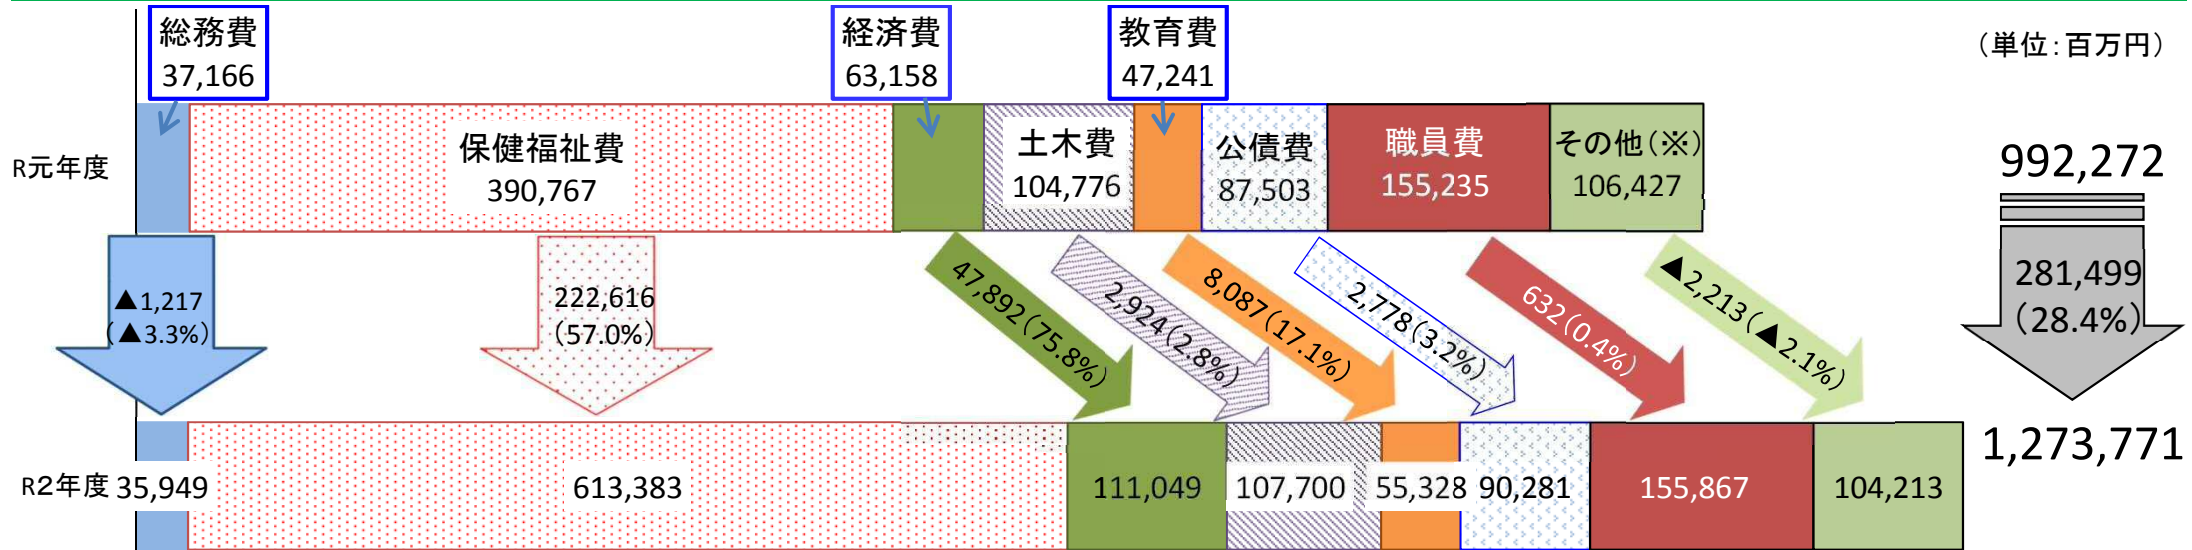 総務費
37,166
経済費
63,158
教育費
47,241
（単位：百万円）
R元年度
保健福祉費
390,767
土木費
104,776
公債費
87,503
職員費
155,235
その他（※）
106,427
992,272
▲1,217
（▲3.3%）
222,616
（57.0%）
47,892（75.8%）
2,924（2.8%）
8,087（17.1%）
2,778（3.2%）
632（0.4%）
▲2,213（▲2.1%）
281,499
（28.4%）
R２年度
35,949
613,383
111,049
107,700
55,328
90,281
155,867
104,213
1,273,771